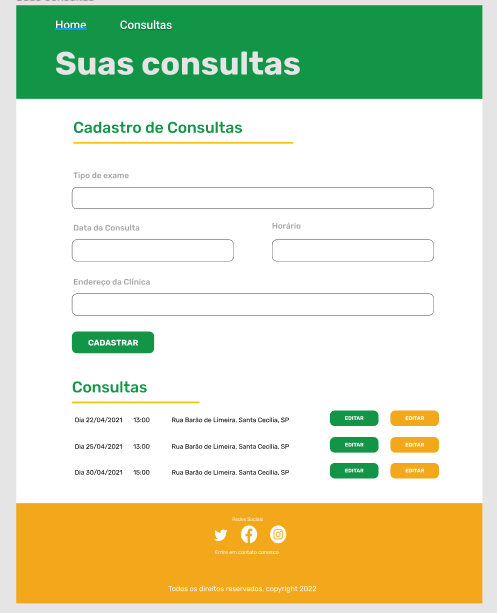 Suas Consultas
Home Consultas
Suas consultas
Cadastro de Consultas
Tipo de exame
Data da Consulta Horário
Endereço da Clínica
CADASTRAR
Consultas
Dia 22/04/2021 13:00 Rua Barão de Limeira, Santa Cecília, SP EDITAR EDITAR
Dia 25/04/2021 13:00 Rua Barão de Limeira, Santa Cecília, SP EDITAR EDITAR
Dia 30/04/2021 15:00 Rua Barão de Limeira, Santa Cecília, SP EDITAR EDITAR
Redes Sociais
Entre em contato conosco
Todos os direitos reservados, copyright 2022